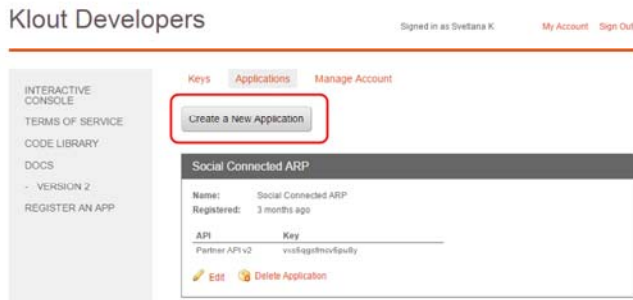 Klout Developers
Signed in as Svetlana K
My Account Sign Out
Keys Applications Manage Account
INTERACTIVE
CONSOLE
TERMS OF SERVICE
CODE LIBRARY
DOCS
- VERSION 2
REGISTER AN APP
Create a New Application
Social Connected ARP
Name: Social Connected ARP
Registered: 3 months ago
API Key
Partner API v2
Edit Delete Application